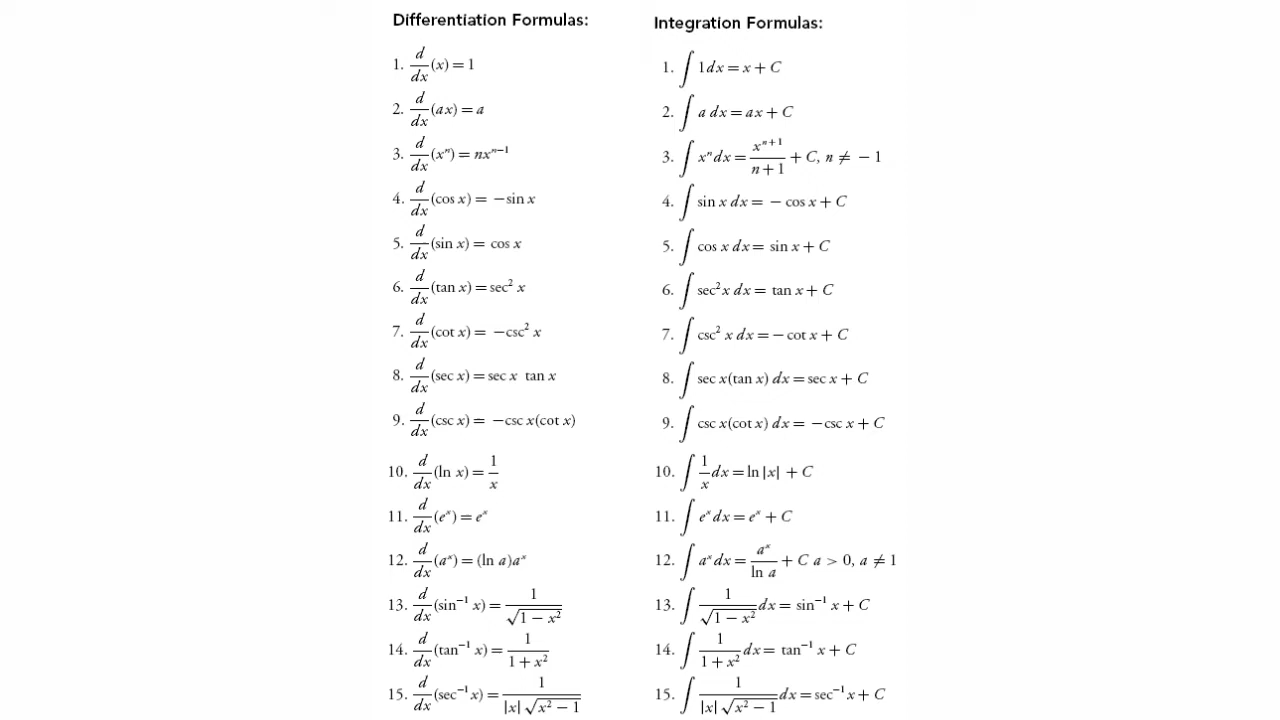 Differentiation Formulas:
1. d/dx (x) = 1
2. d/dx (ax) = a
3. d/dx (xⁿ) = nxⁿ⁻¹
4. d/dx (cos x) = −sin x
5. d/dx (sin x) = cos x
6. d/dx (tan x) = sec² x
7. d/dx (cot x) = −csc² x
8. d/dx (sec x) = sec x tan x
9. d/dx (csc x) = −csc x(cot x)
10. d/dx (ln x) = 1/x
11. d/dx (eˣ) = eˣ
12. d/dx (aˣ) = (ln a)aˣ
13. d/dx (sin⁻¹ x) = 1/√(1 − x²)
14. d/dx (tan⁻¹ x) = 1/(1 + x²)
15. d/dx (sec⁻¹ x) = 1/(|x| √(x² − 1))
Integration Formulas:
1. ∫ 1 dx = x + C
2. ∫ a dx = ax + C
3. ∫ xⁿ dx = xⁿ⁺¹/(n + 1) + C, n ≠ −1
4. ∫ sin x dx = − cos x + C
5. ∫ cos x dx = sin x + C
6. ∫ sec² x dx = tan x + C
7. ∫ csc² x dx = − cot x + C
8. ∫ sec x(tan x) dx = sec x + C
9. ∫ csc x(cot x) dx = −csc x + C
10. ∫ 1/x dx = ln |x| + C
11. ∫ eˣ dx = eˣ + C
12. ∫ aˣ dx = aˣ/ln a + C a > 0, a ≠ 1
13. ∫ 1/√(1 − x²) dx = sin⁻¹ x + C
14. ∫ 1/(1 + x²) dx = tan⁻¹ x + C
15. ∫ 1/(|x| √(x² − 1)) dx = sec⁻¹ x + C